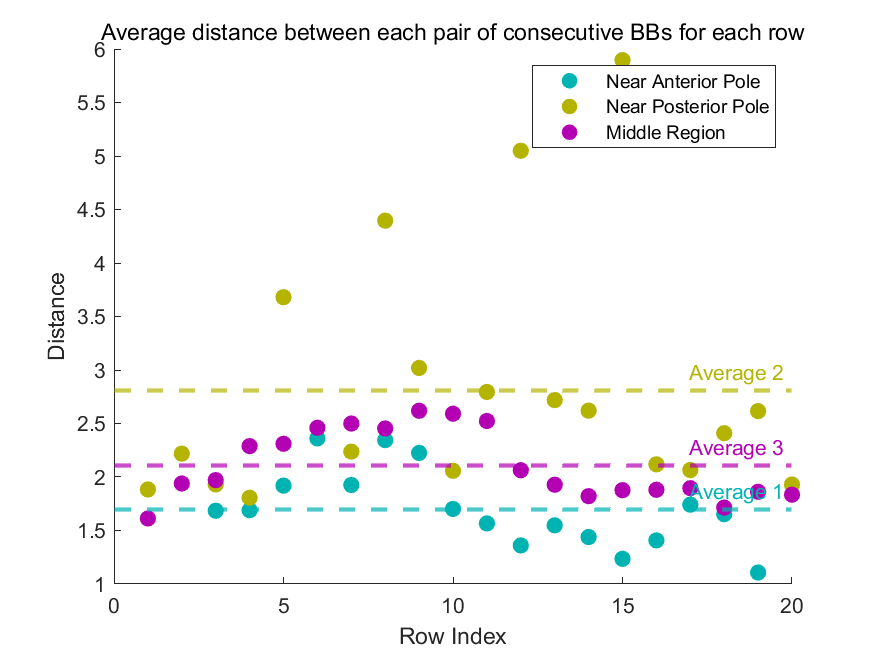 Average distance between each pair of consecutive BBs for each row
6
5.5
5
4.5
4
3.5
3
2.5
2
1.5
1
Distance
Near Anterior Pole
Near Posterior Pole
Middle Region
Average 2
Average 3
Average 1
0
5
10
15
20
Row Index